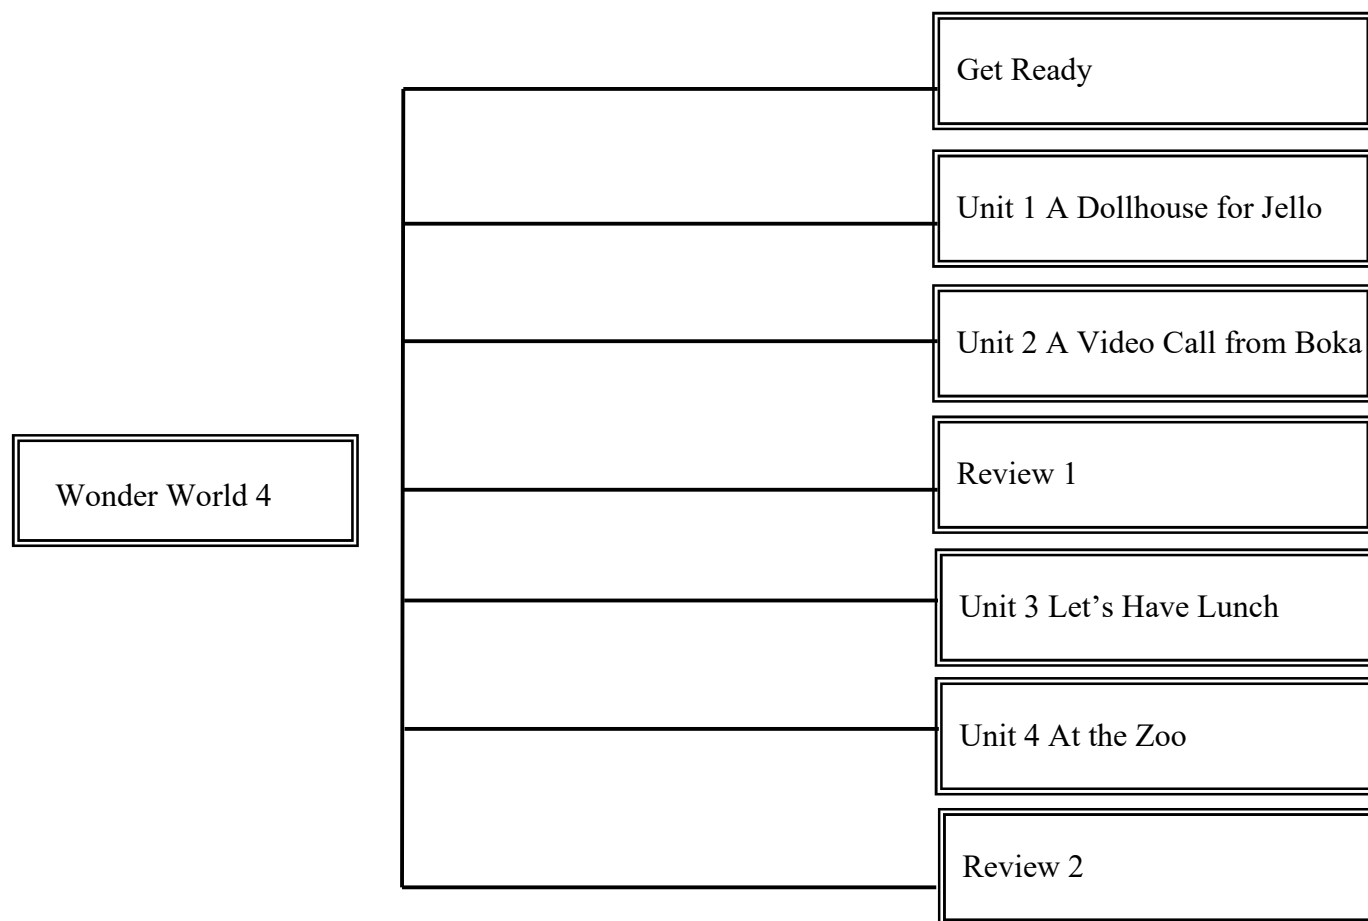 Get Ready
Unit 1 A Dollhouse for Jello
Unit 2 A Video Call from Boka
Review 1
Wonder World 4
Unit 3 Let’s Have Lunch
Unit 4 At the Zoo
Review 2